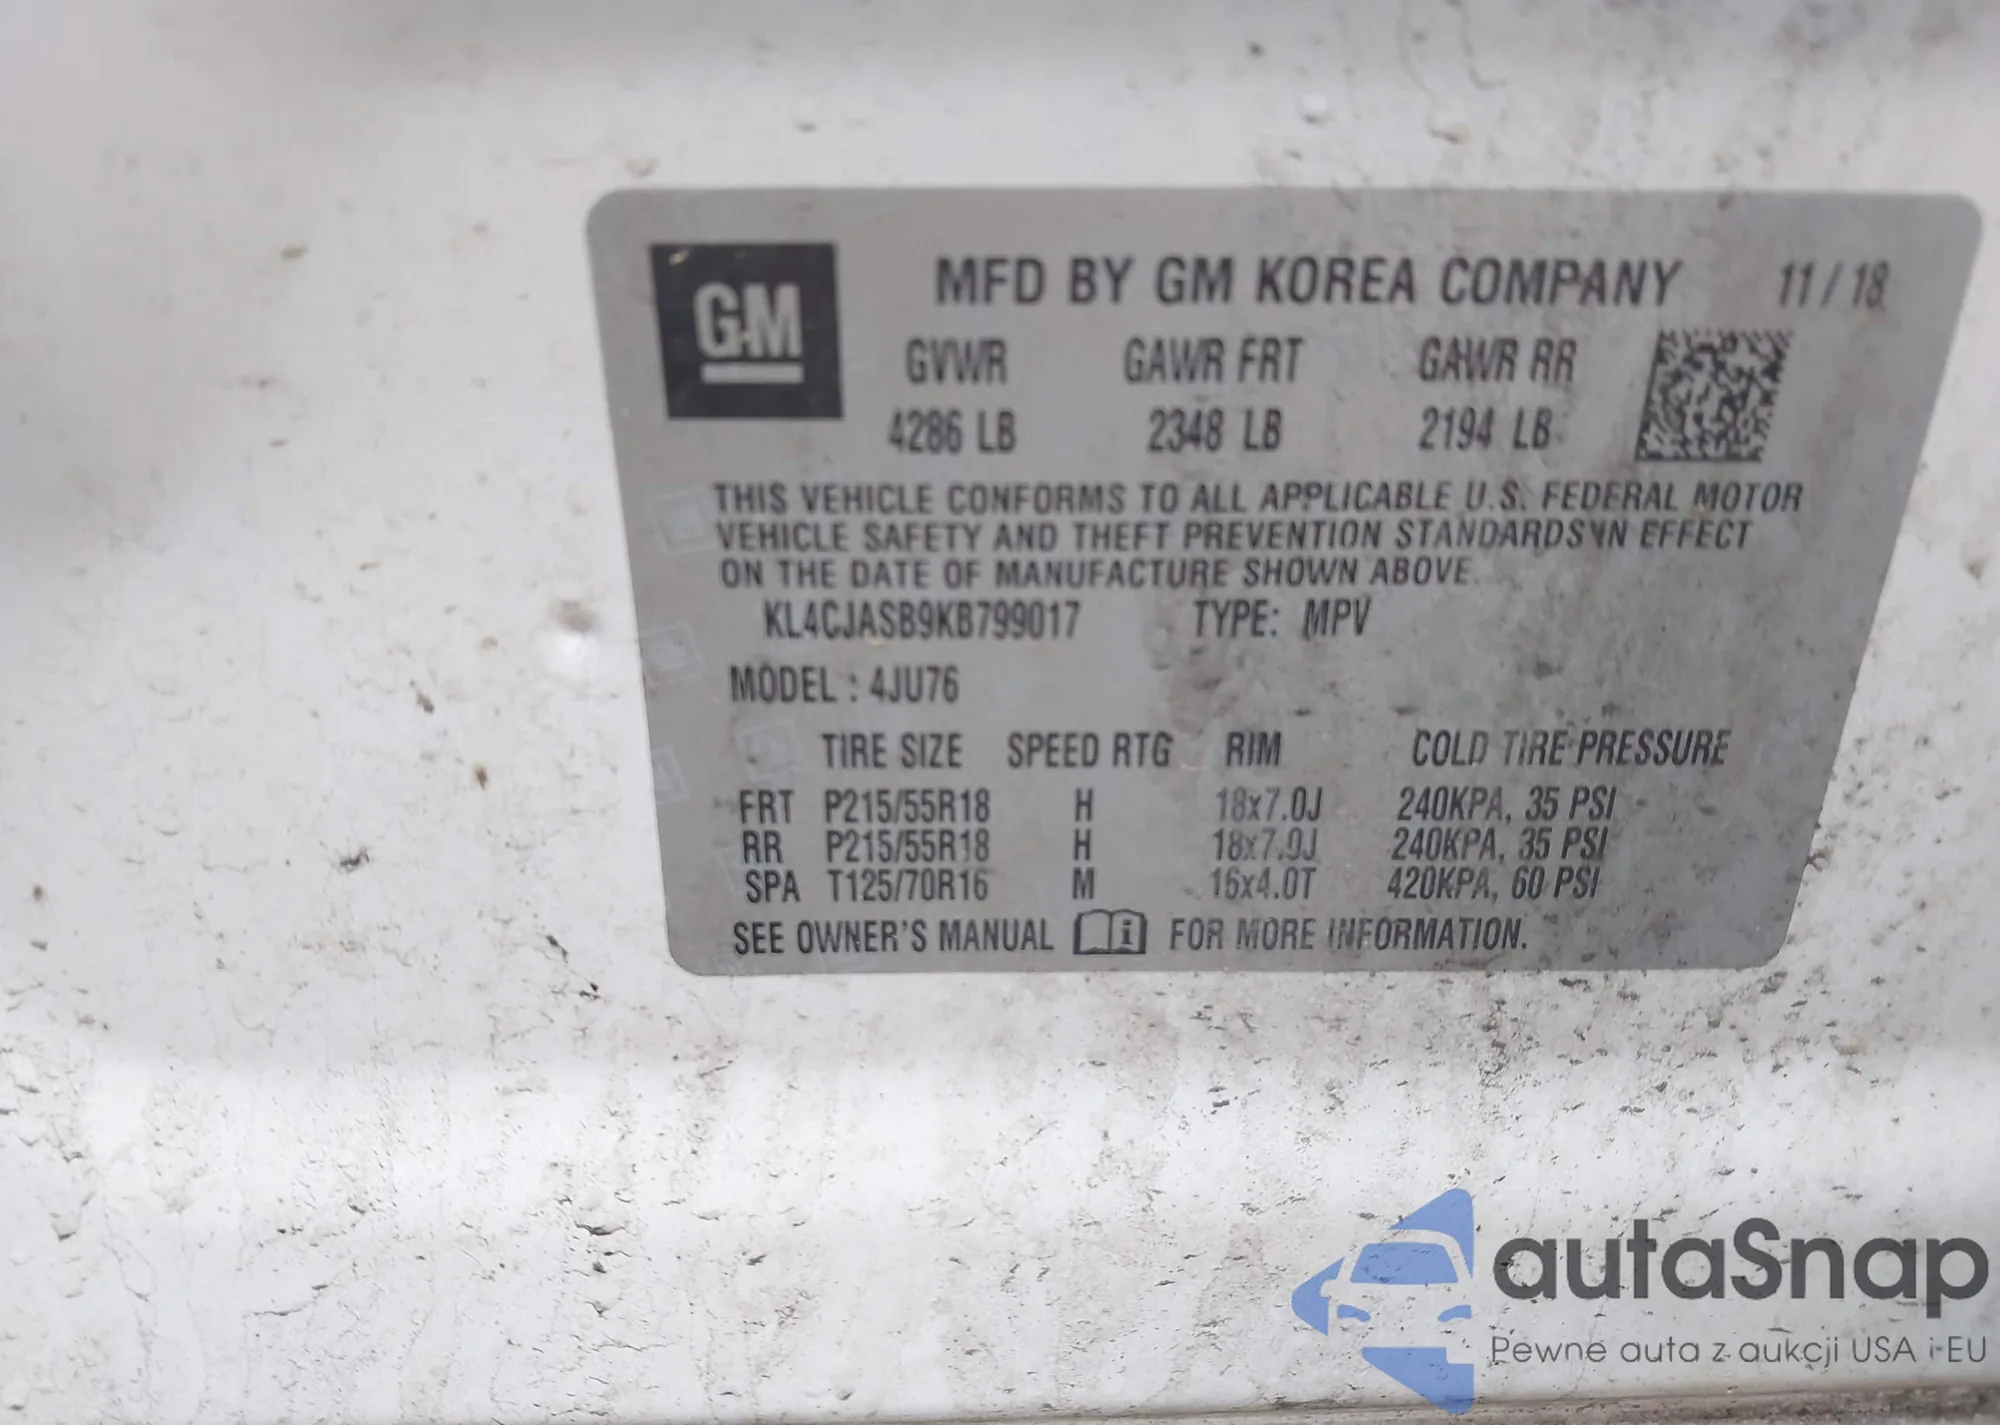 GM
MFD BY GM KOREA COMPANY 11/18
GVWR GAWR FRT GAWR RR
4286 LB 2348 LB 2194 LB
THIS VEHICLE CONFORMS TO ALL APPLICABLE U.S. FEDERAL MOTOR
VEHICLE SAFETY AND THEFT PREVENTION STANDARDS IN EFFECT
ON THE DATE OF MANUFACTURE SHOWN ABOVE.
KL4CJASB9KB799017 TYPE: MPV
MODEL : 4JU76
TIRE SIZE SPEED RTG RIM COLD TIRE PRESSURE
FRT P215/55R18 H 18x7.0J 240KPA, 35 PSI
RR P215/55R18 H 18x7.0J 240KPA, 35 PSI
SPA T125/70R16 M 16x4.0T 420KPA, 60 PSI
SEE OWNER'S MANUAL i FOR MORE INFORMATION.
autaSnap
Pewne auta z aukcji USA i EU